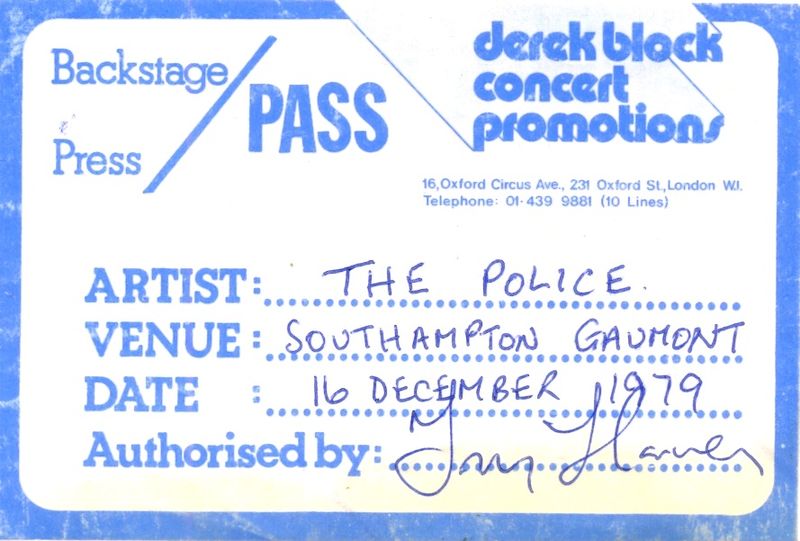 Backstage / Press PASS
derek block
concert
promotions
16,Oxford Circus Ave., 231 Oxford St.,London W.I.
Telephone: 01-439 9881 (10 Lines)
ARTIST: THE POLICE.
VENUE: SOUTHAMPTON GAUMONT
DATE : 16 DECEMBER 1979
Authorised by: